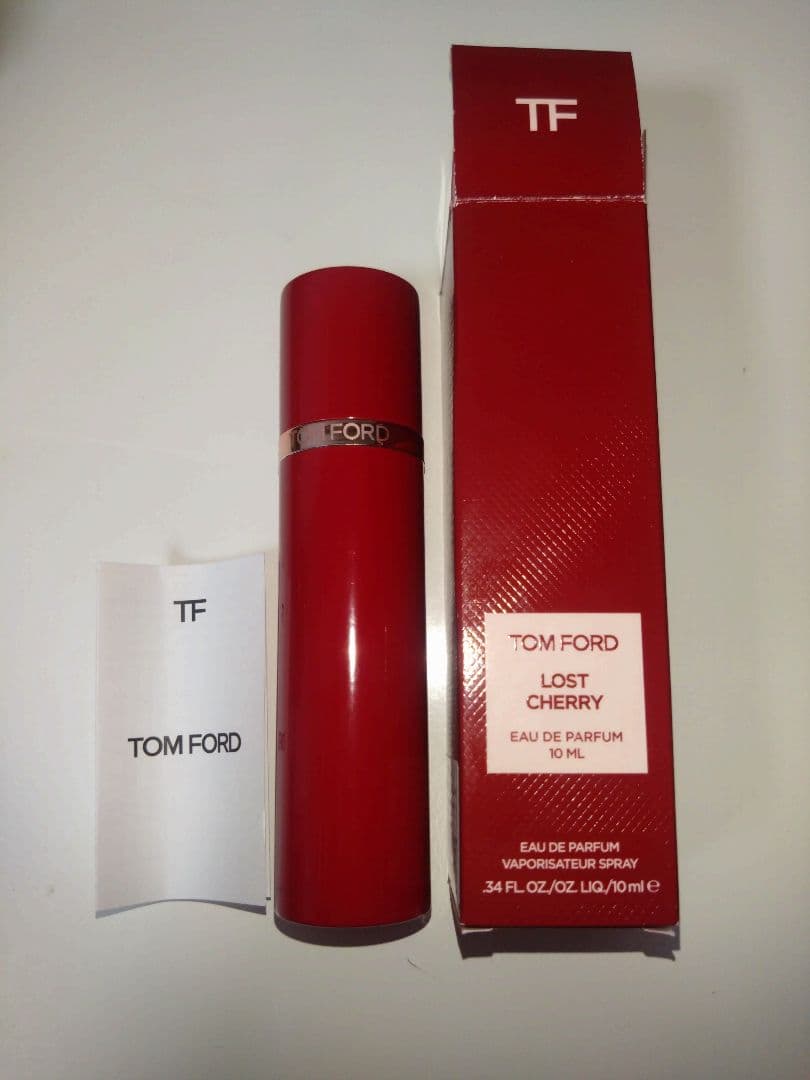 TF
TOM FORD
TOM FORD
TF
TOM FORD
LOST
CHERRY
EAU DE PARFUM
10 ML
EAU DE PARFUM
VAPORISATEUR SPRAY
.34 FL. OZ./OZ. LIQ./10 ml ℮